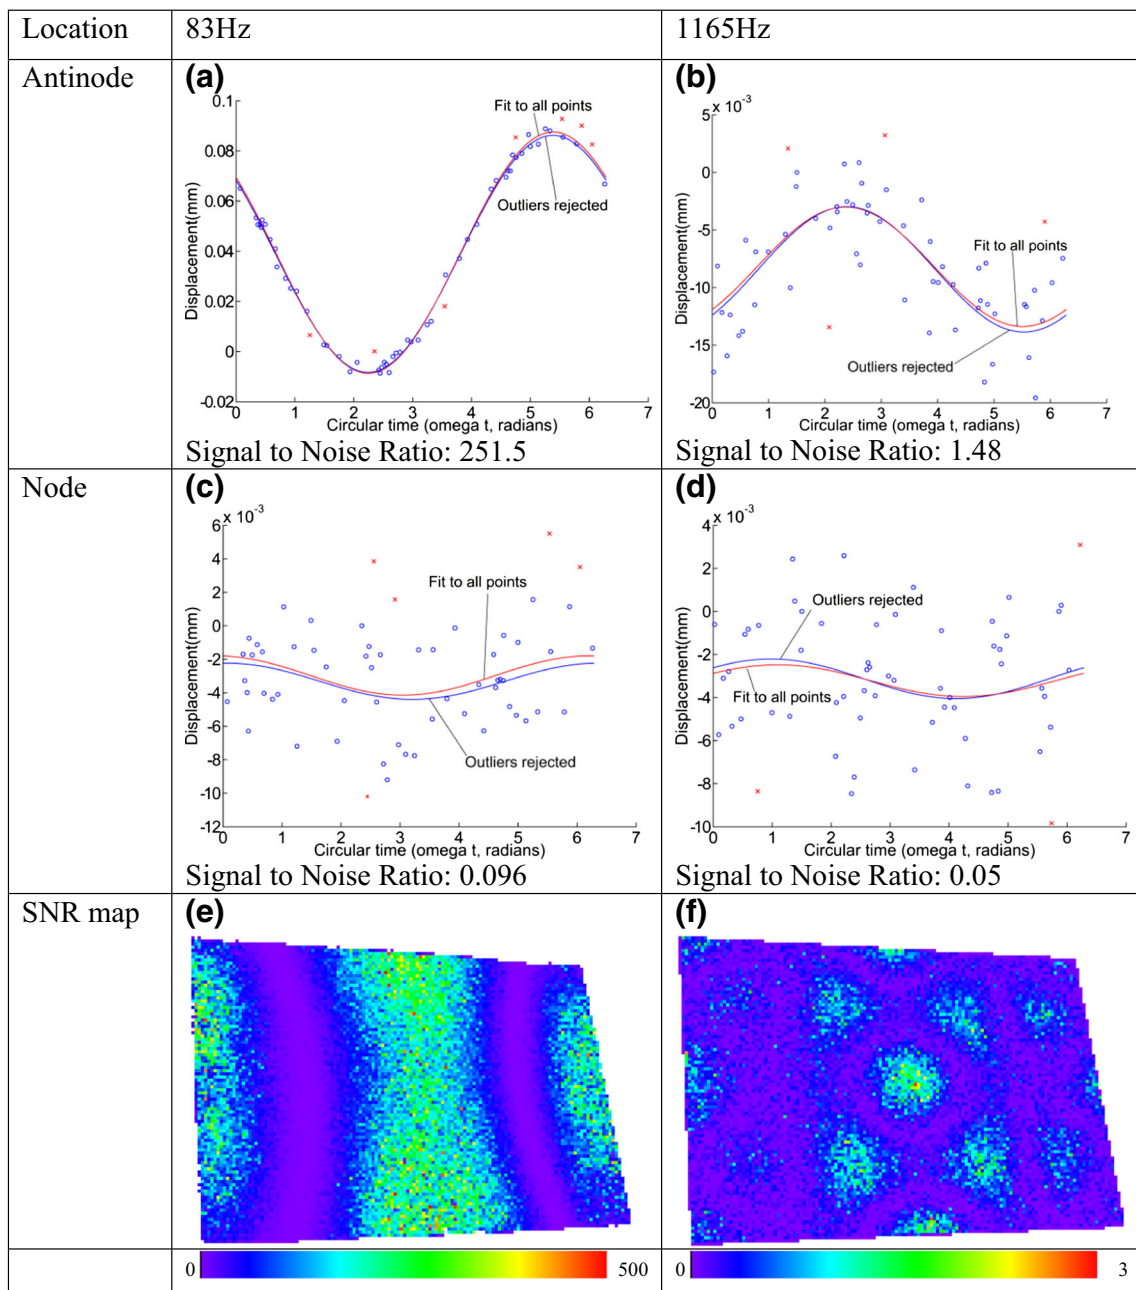 Location 83Hz 1165Hz
Antinode (a) (b)
0.1
0.08
0.06
0.04
0.02
0
-0.02
Displacement(mm)
Fit to all points
Outliers rejected
0 1 2 3 4 5 6 7
Circular time (omega t, radians)
Signal to Noise Ratio: 251.5
x 10⁻³
5
0
-5
-10
-15
-20
Displacement(mm)
Fit to all points
Outliers rejected
0 1 2 3 4 5 6 7
Circular time (omega t, radians)
Signal to Noise Ratio: 1.48
Node (c) (d)
x 10⁻³
6
4
2
0
-2
-4
-6
-8
-10
-12
Displacement(mm)
Fit to all points
Outliers rejected
0 1 2 3 4 5 6 7
Circular time (omega t, radians)
Signal to Noise Ratio: 0.096
x 10⁻³
4
2
0
-2
-4
-6
-8
-10
Displacement(mm)
Outliers rejected
Fit to all points
0 1 2 3 4 5 6 7
Circular time (omega t, radians)
Signal to Noise Ratio: 0.05
SNR map (e) (f)
0 500
0 3